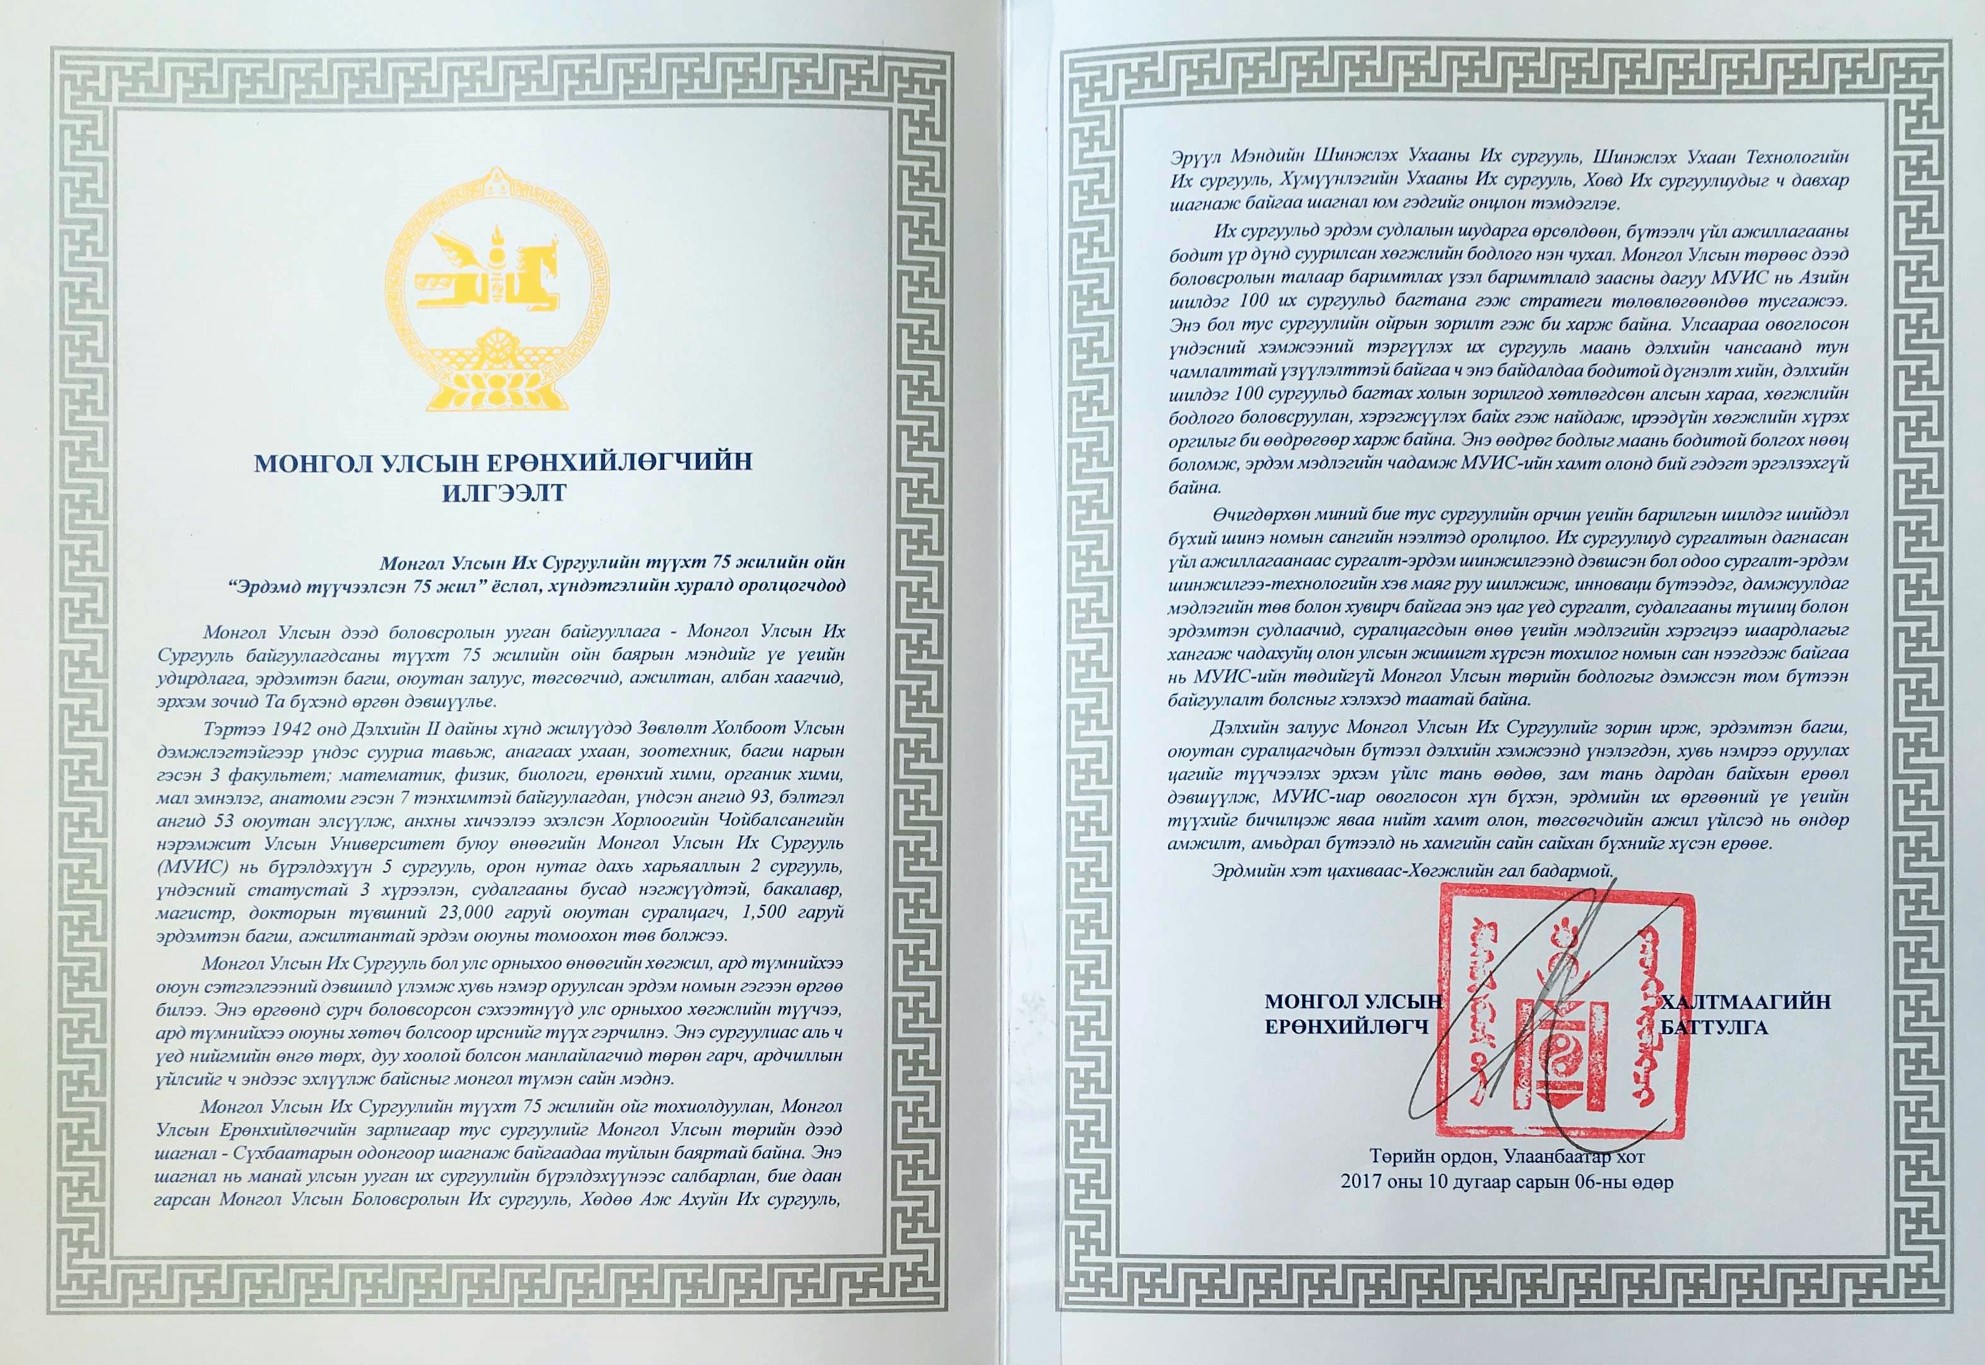 МОНГОЛ УЛСЫН ЕРӨНХИЙЛӨГЧИЙН
ИЛГЭЭЛТ
Монгол Улсын Их Сургуулийн түүхт 75 жилийн ойн
“Эрдэмд түүчээлсэн 75 жил” ёслол, хүндэтгэлийн хуралд оролцогчдод
Монгол Улсын дээд боловсролын ууган байгууллага - Монгол Улсын Их
Сургууль байгуулагдсаны түүхт 75 жилийн ойн баярын мэндийг үе үеийн
удирдлага, эрдэмтэн багш, оюутан залуус, төгсөгчид, ажилтан, албан хаагчид,
эрхэм зочид Та бүхэнд өргөн дэвшүүлье.
Тэртээ 1942 онд Дэлхийн II дайны хүнд жилүүдэд Зөвлөлт Холбоот Улсын
дэмжлэгтэйгээр үндэс сууриа тавьж, анагаах ухаан, зоотехник, багш нарын
гэсэн 3 факультет; математик, физик, биологи, ерөнхий хими, органик хими,
мал эмнэлэг, анатоми гэсэн 7 тэнхимтэй байгуулагдан, үндсэн ангид 93, бэлтгэл
ангид 53 оюутан элсүүлж, анхны хичээлээ эхэлсэн Хорлоогийн Чойбалсангийн
нэрэмжит Улсын Университет буюу өнөөгийн Монгол Улсын Их Сургууль
(МУИС) нь бүрэлдэхүүн 5 сургууль, орон нутаг дахь харьяаллын 2 сургууль,
үндэсний статустай 3 хүрээлэн, судалгааны бусад нэгжүүдтэй, бакалавр,
магистр, докторын түвшний 23,000 гаруй оюутан суралцагч, 1,500 гаруй
эрдэмтэн багш, ажилтантай эрдэм оюуны томоохон төв болжээ.
Монгол Улсын Их Сургууль бол улс орныхоо өнөөгийн хөгжил, ард түмнийхээ
оюун сэтгэлгээний дэвшилд үлэмж хувь нэмэр оруулсан эрдэм номын гэгээн өргөө
билээ. Энэ өргөөнд сурч боловсорсон сэхээтнүүд улс орныхоо хөгжлийн түүчээ,
ард түмнийхээ оюуны хөтөч болсоор ирснийг түүх гэрчилнэ. Энэ сургуулиас аль ч
үед нийгмийн өнгө төрх, дуу хоолой болсон манлайлагчид төрөн гарч, ардчиллын
үйлсийг ч эндээс эхлүүлж байсныг монгол түмэн сайн мэднэ.
Монгол Улсын Их Сургуулийн түүхт 75 жилийн ойг тохиолдуулан, Монгол
Улсын Ерөнхийлөгчийн зарлигаар тус сургуулийг Монгол Улсын төрийн дээд
шагнал - Сүхбаатарын одонгоор шагнаж байгаадаа туйлын баяртай байна. Энэ
шагнал нь манай улсын ууган их сургуулийн бүрэлдэхүүнээс салбарлан, бие даан
гарсан Монгол Улсын Боловсролын Их сургууль, Хөдөө Аж Ахуйн Их сургууль,
Эрүүл Мэндийн Шинжлэх Ухааны Их сургууль, Шинжлэх Ухаан Технологийн
Их сургууль, Хүмүүнлэгийн Ухааны Их сургууль, Ховд Их сургуулиудыг ч давхар
шагнаж байгаа шагнал юм гэдгийг онцлон тэмдэглэе.
Их сургуульд эрдэм судлалын шударга өрсөлдөөн, бүтээлч үйл ажиллагааны
бодит үр дүнд суурилсан хөгжлийн бодлого нэн чухал. Монгол Улсын төрөөс дээд
боловсролын талаар баримтлах үзэл баримтлалд заасны дагуу МУИС нь Азийн
шилдэг 100 их сургуульд багтана гэж стратеги төлөвлөгөөндөө тусгажээ.
Энэ бол тус сургуулийн ойрын зорилт гэж би харж байна. Улсаараа овоглосон
үндэсний хэмжээний тэргүүлэх их сургууль маань дэлхийн чансаанд тун
чамлалттай үзүүлэлттэй байгаа ч энэ байдалдаа бодитой дүгнэлт хийн, дэлхийн
шилдэг 100 сургуульд багтах холын зорилгод хөтлөгдсөн алсын хараа, хөгжлийн
бодлого боловсруулан, хэрэгжүүлэх байх гэж найдаж, ирээдүйн хөгжлийн хүрэх
оргилыг би өөдрөгөөр харж байна. Энэ өөдрөг бодлыг маань бодитой болгох нөөц
боломж, эрдэм мэдлэгийн чадамж МУИС-ийн хамт олонд бий гэдэгт эргэлзэхгүй
байна.
Өчигдөрхөн миний бие тус сургуулийн орчин үеийн барилгын шилдэг шийдэл
бүхий шинэ номын сангийн нээлтэд оролцлоо. Их сургуулиуд сургалтын дагнасан
үйл ажиллагаанаас сургалт-эрдэм шинжилгээнд дэвшсэн бол одоо сургалт-эрдэм
шинжилгээ-технологийн хэв маяг руу шилжиж, инноваци бүтээдэг, дамжуулдаг
мэдлэгийн төв болон хувирч байгаа энэ цаг үед сургалт, судалгааны түшиц болон
эрдэмтэн судлаачид, суралцагсдын өнөө үеийн мэдлэгийн хэрэгцээ шаардлагыг
хангаж чадахуйц олон улсын жишигт хүрсэн тохилог номын сан нээгдэж байгаа
нь МУИС-ийн төдийгүй Монгол Улсын төрийн бодлогыг дэмжссэн том бүтээн
байгуулалт болсныг хэлэхэд таатай байна.
Дэлхийн залуус Монгол Улсын Их Сургуулийг зорин ирж, эрдэмтэн багш,
оюутан суралцагчдын бүтээл дэлхийн хэмжээнд үнэлэгдэн, хувь нэмрээ оруулах
цагийг түүчээлэх эрхэм үйлс тань өөдөө, зам тань дардан байхын ерөөл
дэвшүүлж, МУИС-иар овоглосон хүн бүхэн, эрдмийн их өргөөний үе үеийн
түүхийг бичилцэж яваа нийт хамт олон, төгсөгчдийн ажил үйлсэд нь өндөр
амжилт, амьдрал бүтээлд нь хамгийн сайн сайхан бүхнийг хүсэн ерөөе.
Эрдмийн хэт цахиваас-Хөгжлийн гал бадармой.
МОНГОЛ УЛСЫН ХАЛТМААГИЙН
ЕРӨНХИЙЛӨГЧ БАТТУЛГА
Төрийн ордон, Улаанбаатар хот
2017 оны 10 дугаар сарын 06-ны өдөр